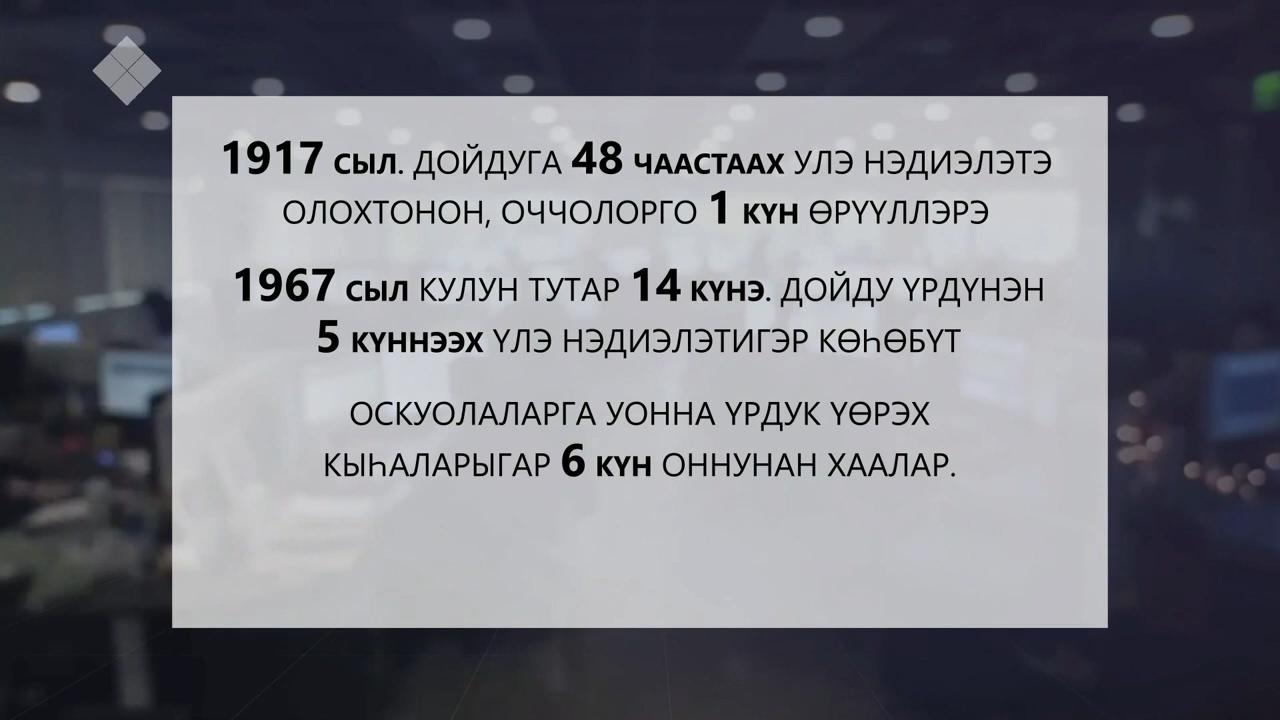 1917 СЫЛ. ДОЙДУГА 48 ЧААСТААХ УЛЭ НЭДИЭЛЭТЭ
ОЛОХТОНОН, ОЧЧОЛОРГО 1 КҮН ӨРҮҮЛЛЭРЭ
1967 СЫЛ КУЛУН ТУТАР 14 КҮНЭ. ДОЙДУ ҮРДҮНЭН
5 КҮННЭЭХ ҮЛЭ НЭДИЭЛЭТИГЭР КӨҺӨБҮТ
ОСКУОЛАЛАРГА УОННА ҮРДУК ҮӨРЭХ
КЫҺАЛАРЫГАР 6 КҮН ОННУНАН ХААЛАР.